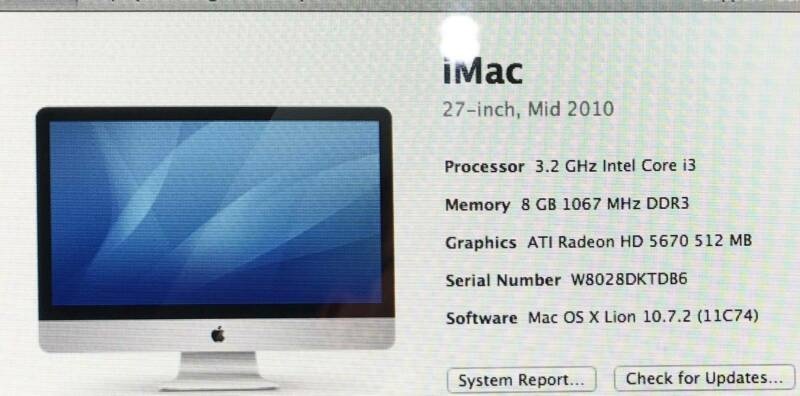 iMac
27-inch, Mid 2010
Processor 3.2 GHz Intel Core i3
Memory 8 GB 1067 MHz DDR3
Graphics ATI Radeon HD 5670 512 MB
Serial Number W8028DKTDB6
Software Mac OS X Lion 10.7.2 (11C74)
System Report... Check for Updates...